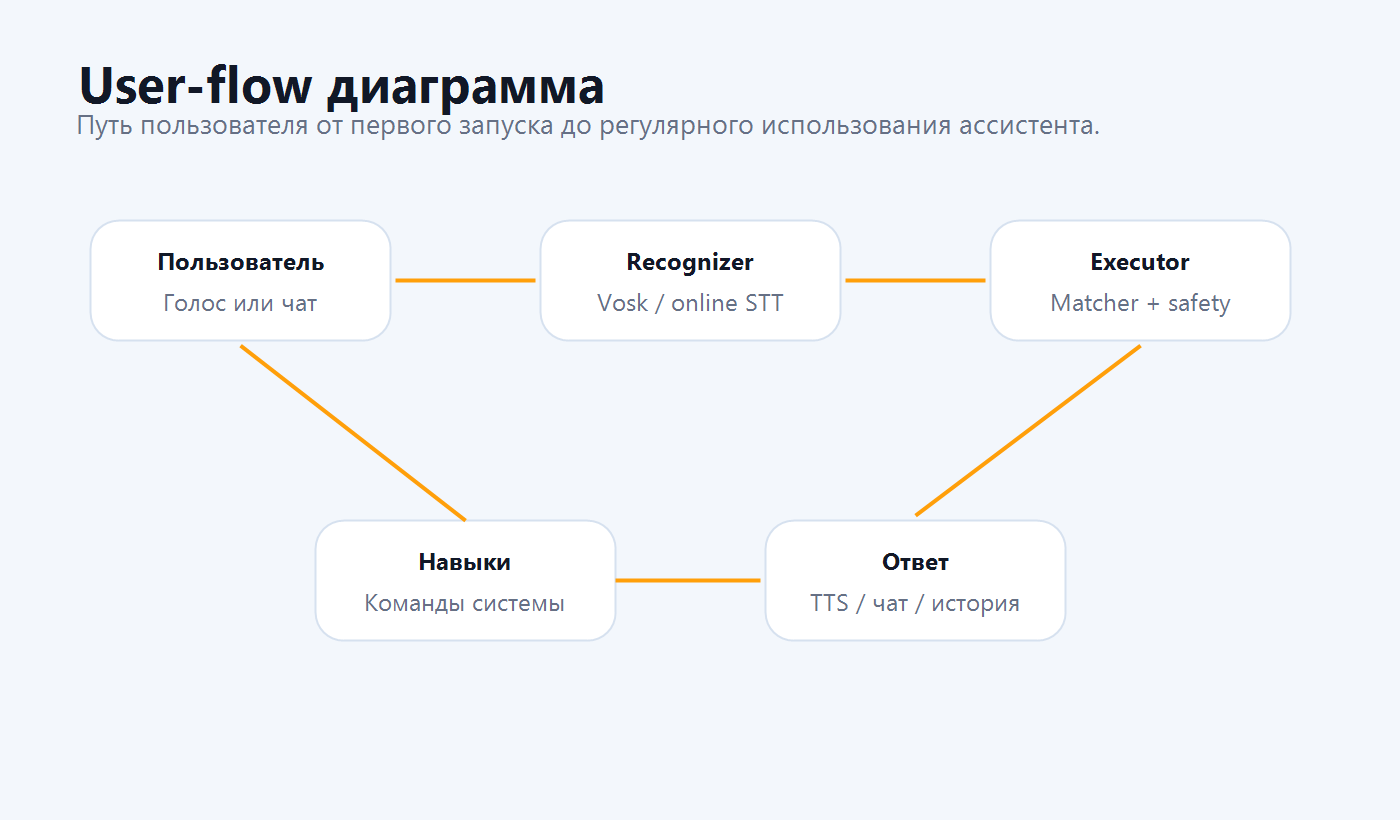 User-flow диаграмма
Путь пользователя от первого запуска до регулярного использования ассистента.
Пользователь
Голос или чат
Recognizer
Vosk / online STT
Executor
Matcher + safety
Навыки
Команды системы
Ответ
TTS / чат / история